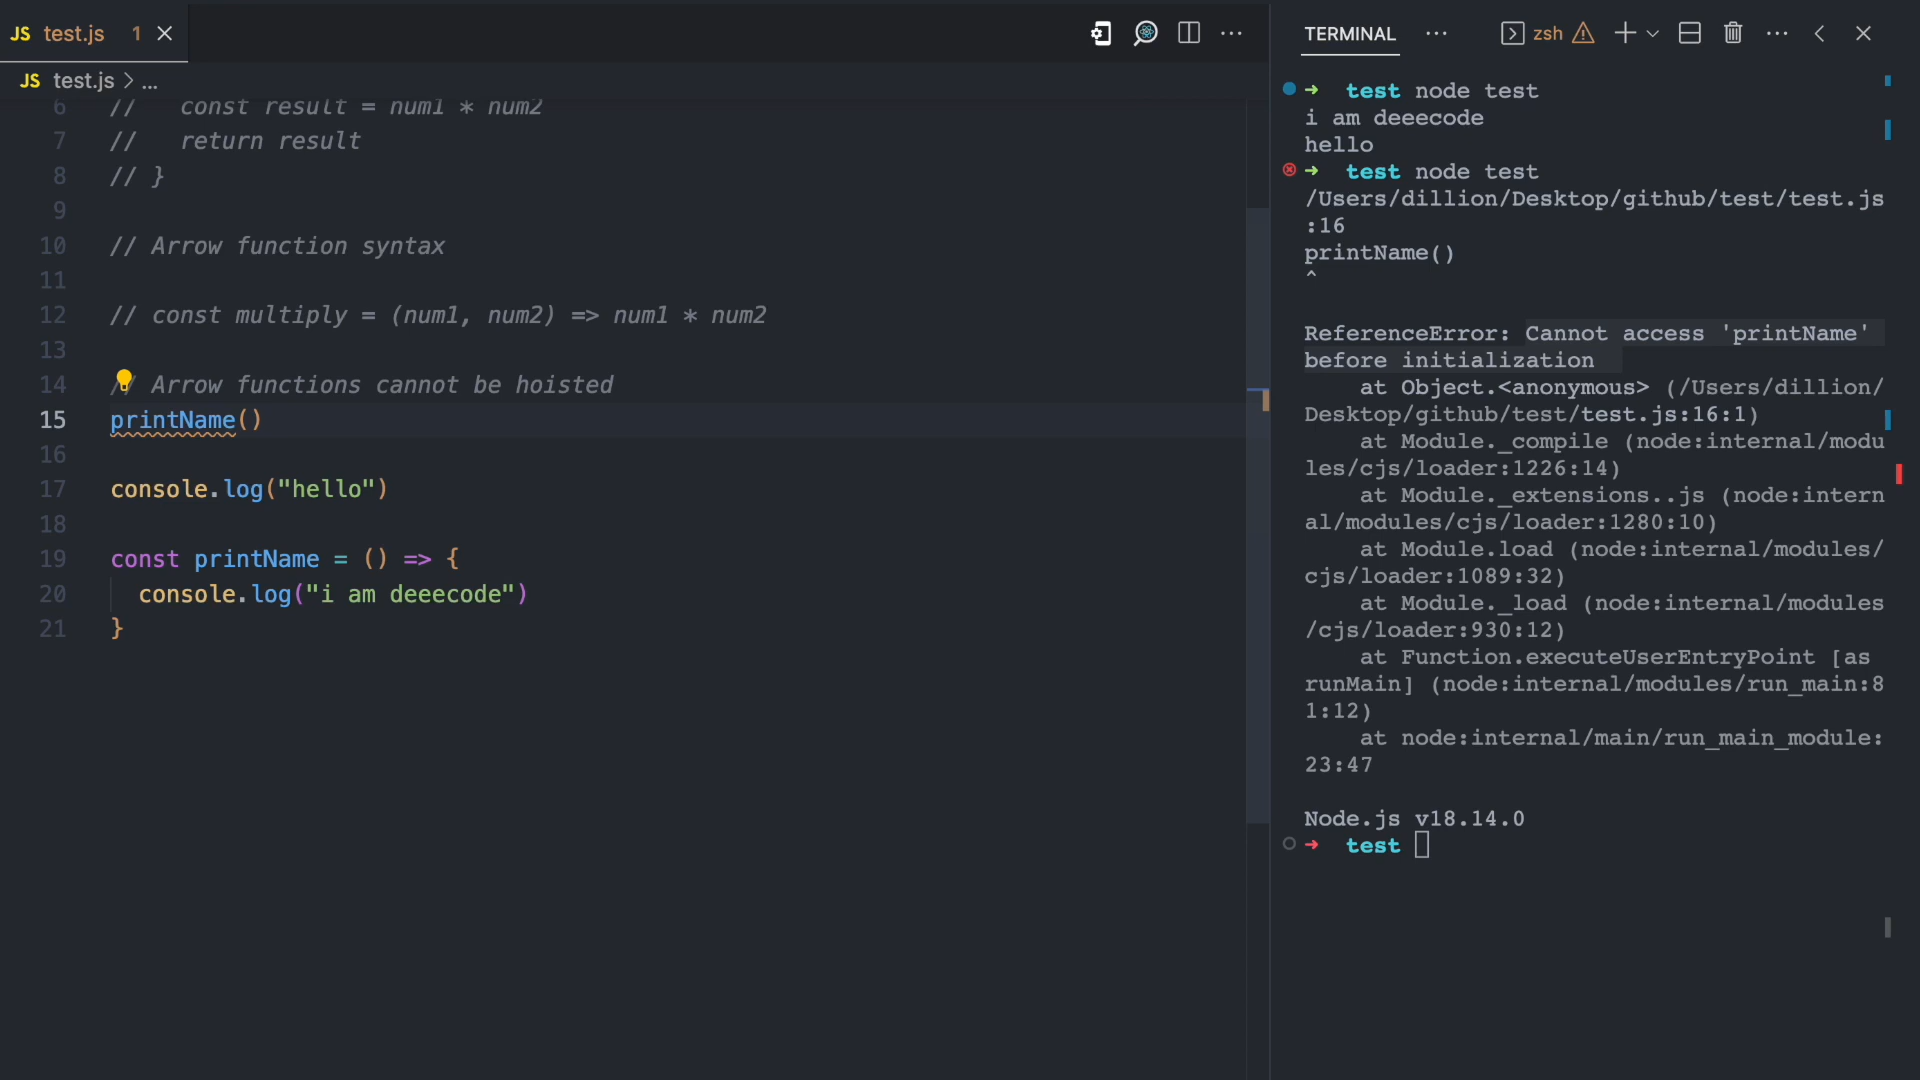 JS test.js 1
TERMINAL
zsh
JS test.js > ...
6 //   const result = num1 * num2
7 //   return result
8 // }
9
10 // Arrow function syntax
11
12 // const multiply = (num1, num2) => num1 * num2
13
14 // Arrow functions cannot be hoisted
15 printName()
16
17 console.log("hello")
18
19 const printName = () => {
20   console.log("i am deeecode")
21 }
➜  test node test
i am deeecode
hello
➜  test node test
/Users/dillion/Desktop/github/test/test.js
:16
printName()
^
ReferenceError: Cannot access 'printName'
before initialization
    at Object.<anonymous> (/Users/dillion/
Desktop/github/test/test.js:16:1)
    at Module._compile (node:internal/modu
les/cjs/loader:1226:14)
    at Module._extensions..js (node:intern
al/modules/cjs/loader:1280:10)
    at Module.load (node:internal/modules/
cjs/loader:1089:32)
    at Module._load (node:internal/modules
/cjs/loader:930:12)
    at Function.executeUserEntryPoint [as
runMain] (node:internal/modules/run_main:8
1:12)
    at node:internal/main/run_main_module:
23:47
Node.js v18.14.0
➜  test